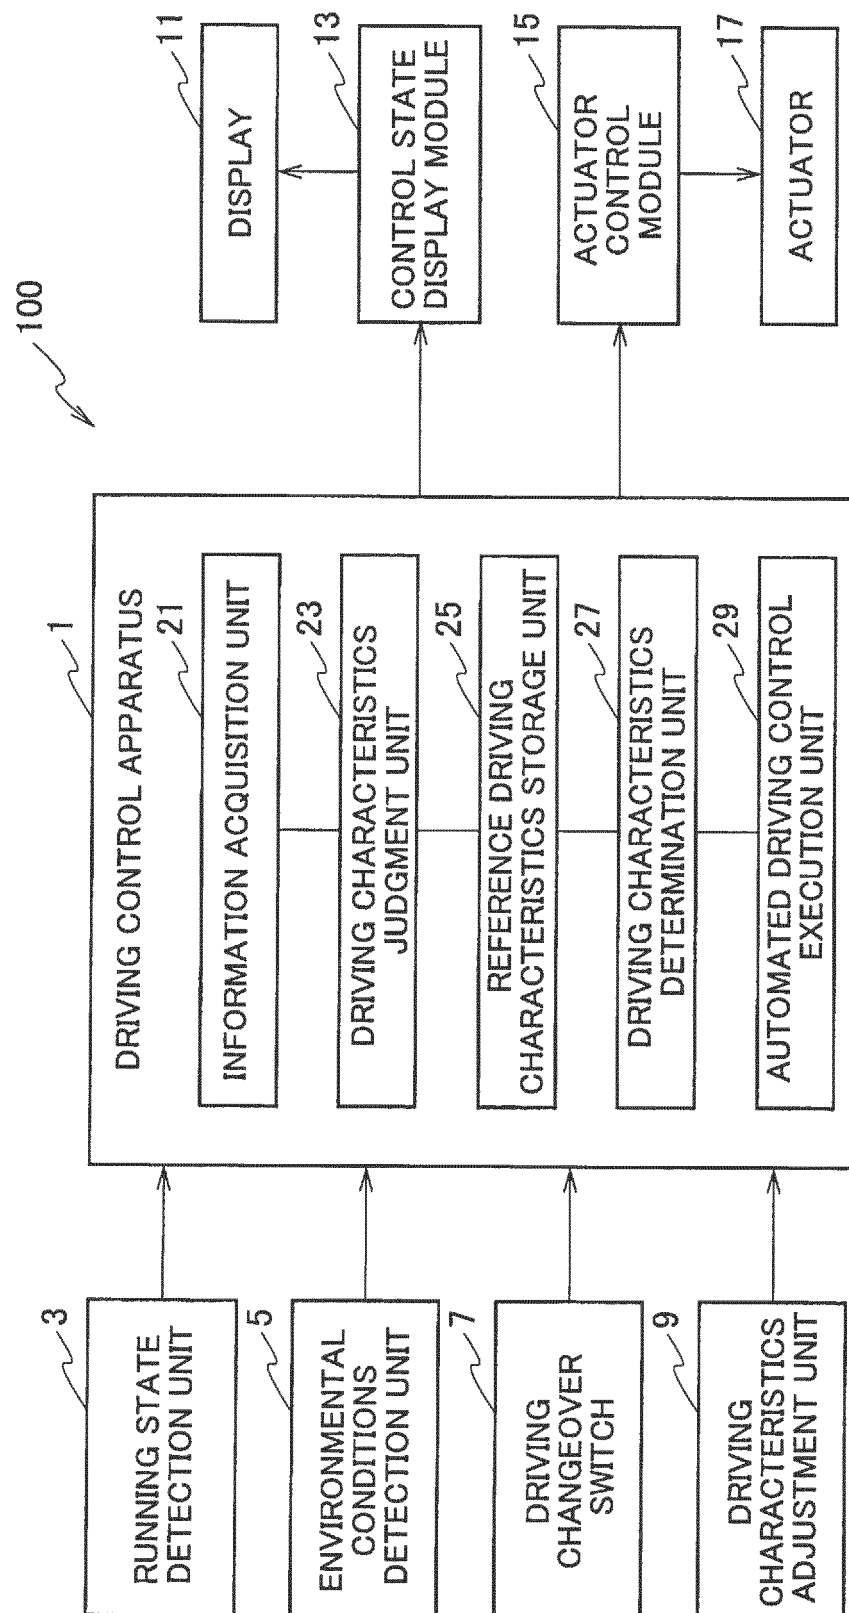 100
3
RUNNING STATE
DETECTION UNIT
5
ENVIRONMENTAL
CONDITIONS
DETECTION UNIT
7
DRIVING
CHANGEOVER
SWITCH
9
DRIVING
CHARACTERISTICS
ADJUSTMENT UNIT
1
DRIVING CONTROL APPARATUS
21
INFORMATION ACQUISITION UNIT
23
DRIVING CHARACTERISTICS
JUDGMENT UNIT
25
REFERENCE DRIVING
CHARACTERISTICS STORAGE UNIT
27
DRIVING CHARACTERISTICS
DETERMINATION UNIT
29
AUTOMATED DRIVING CONTROL
EXECUTION UNIT
11
DISPLAY
13
CONTROL STATE
DISPLAY MODULE
15
ACTUATOR
CONTROL
MODULE
17
ACTUATOR